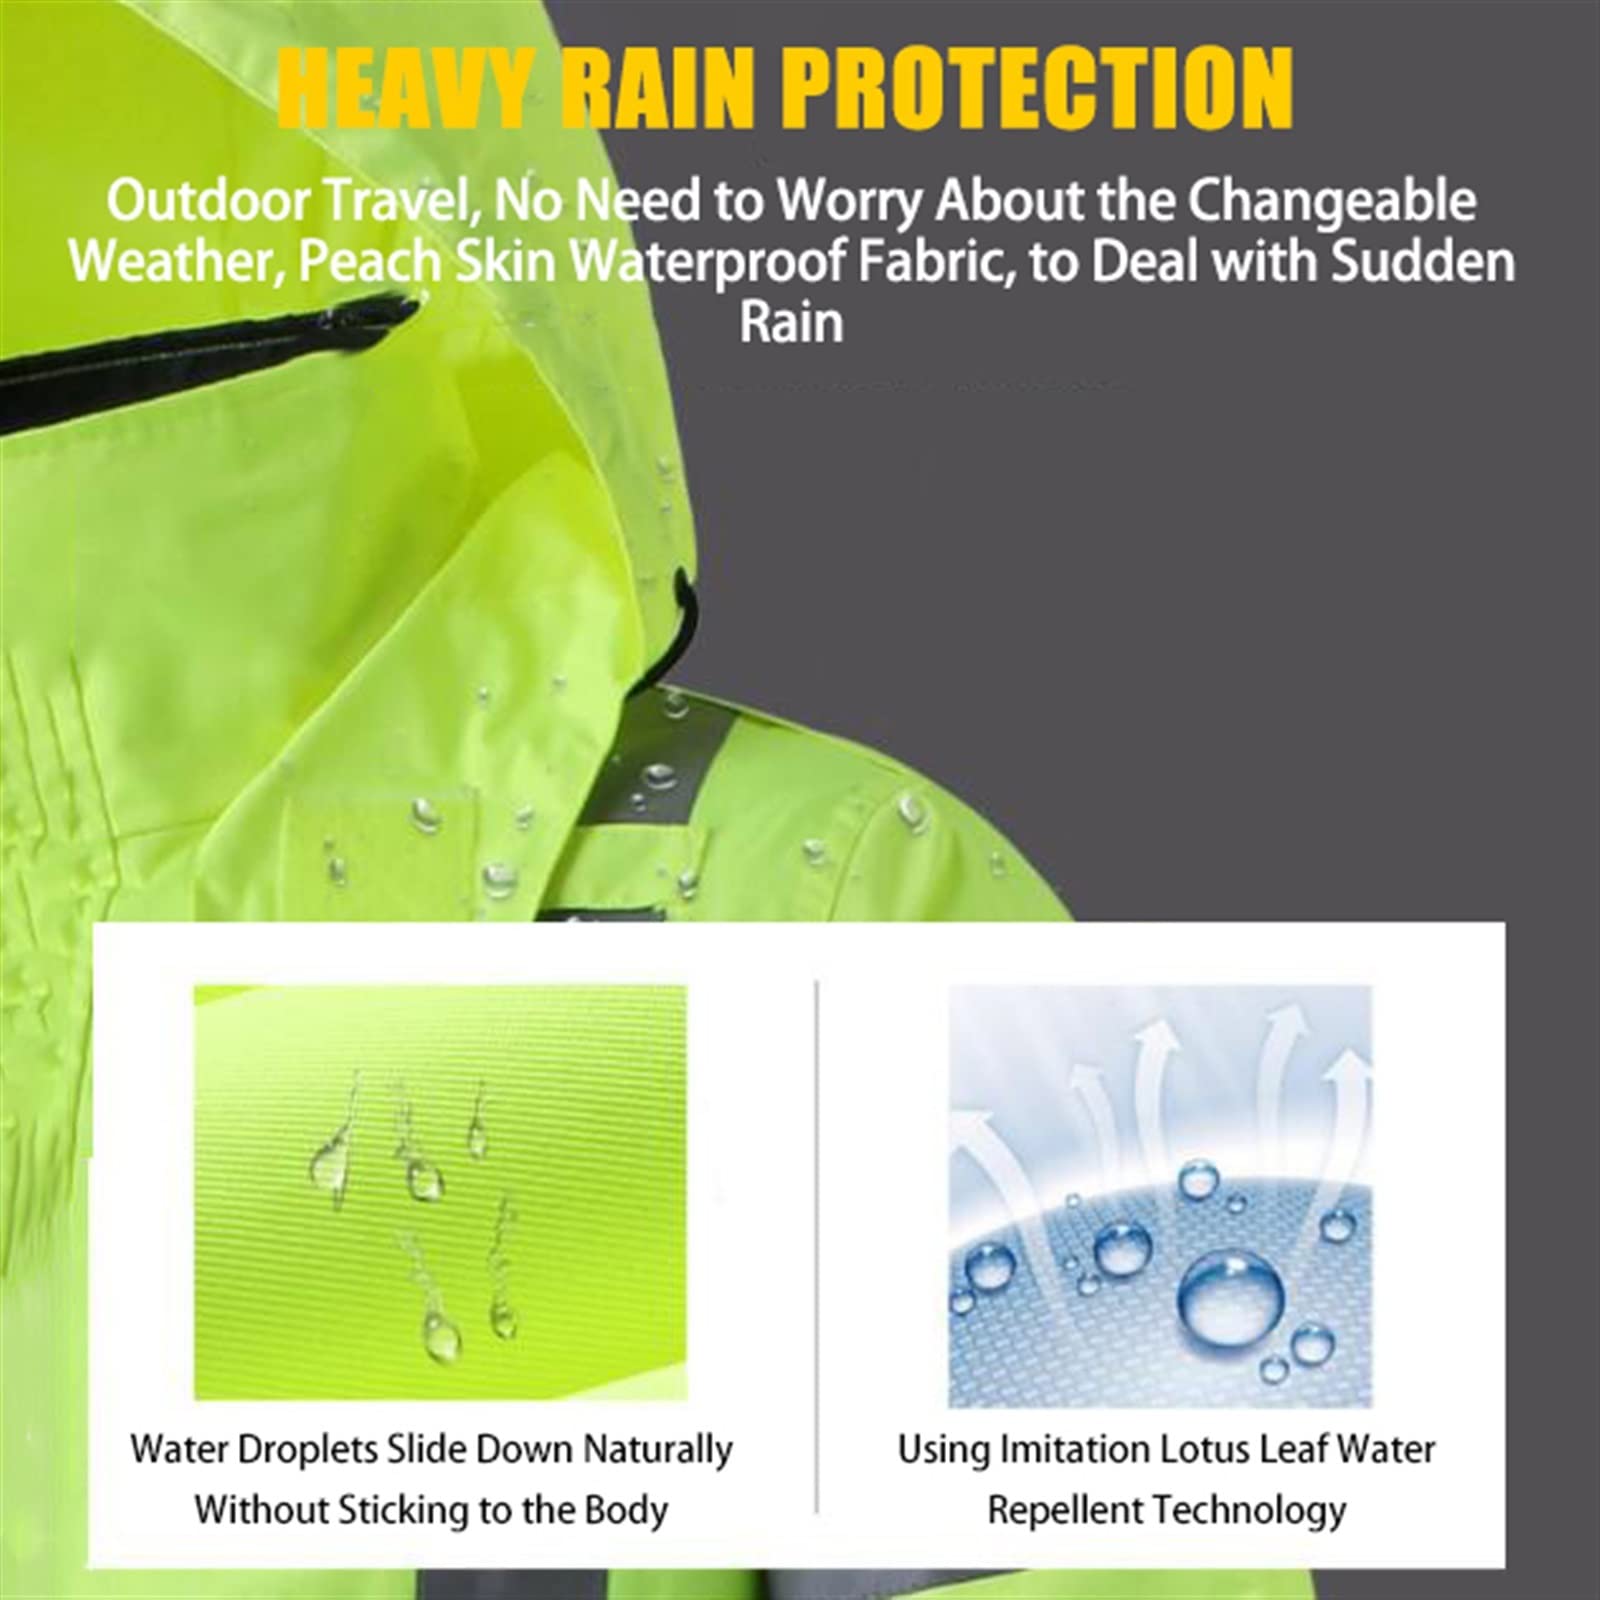 HEAVY RAIN PROTECTION
Outdoor Travel, No Need to Worry About the Changeable
Weather, Peach Skin Waterproof Fabric, to Deal with Sudden
Rain
Water Droplets Slide Down Naturally
Without Sticking to the Body
Using Imitation Lotus Leaf Water
Repellent Technology